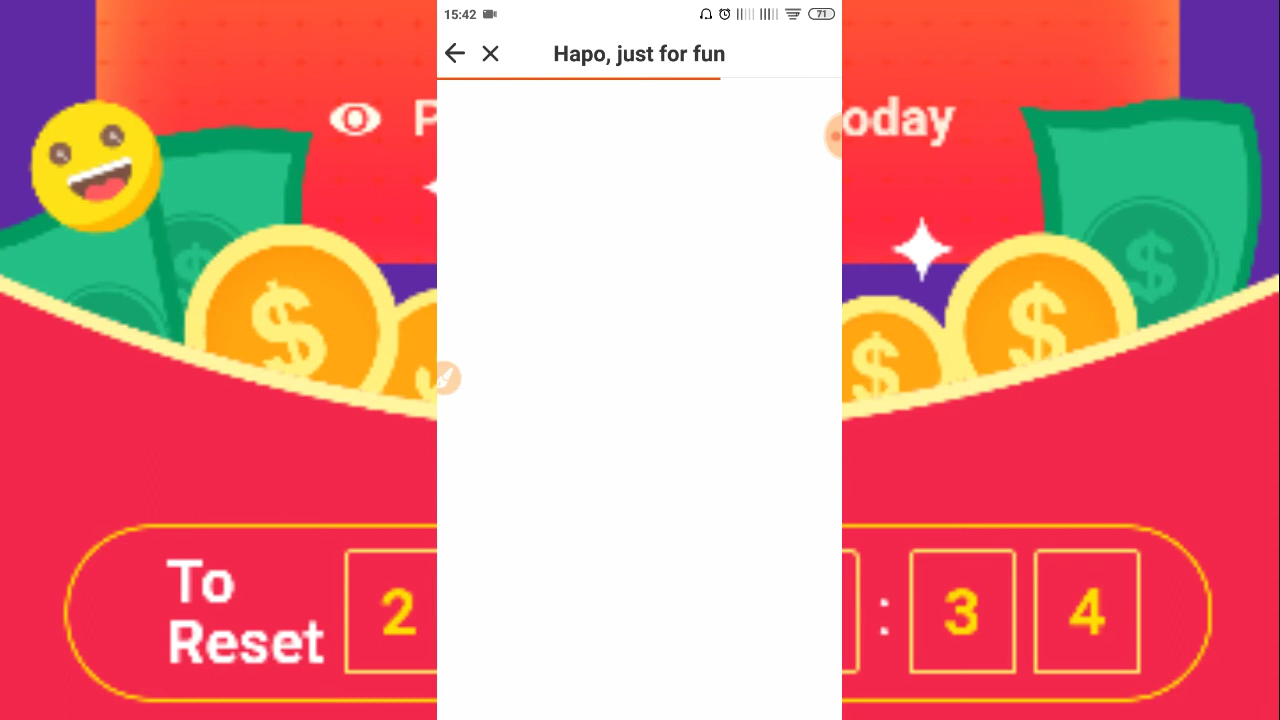 15:42
71
Hapo, just for fun
P
oday
$ $ $ $ $
To
Reset
2
: 3 4